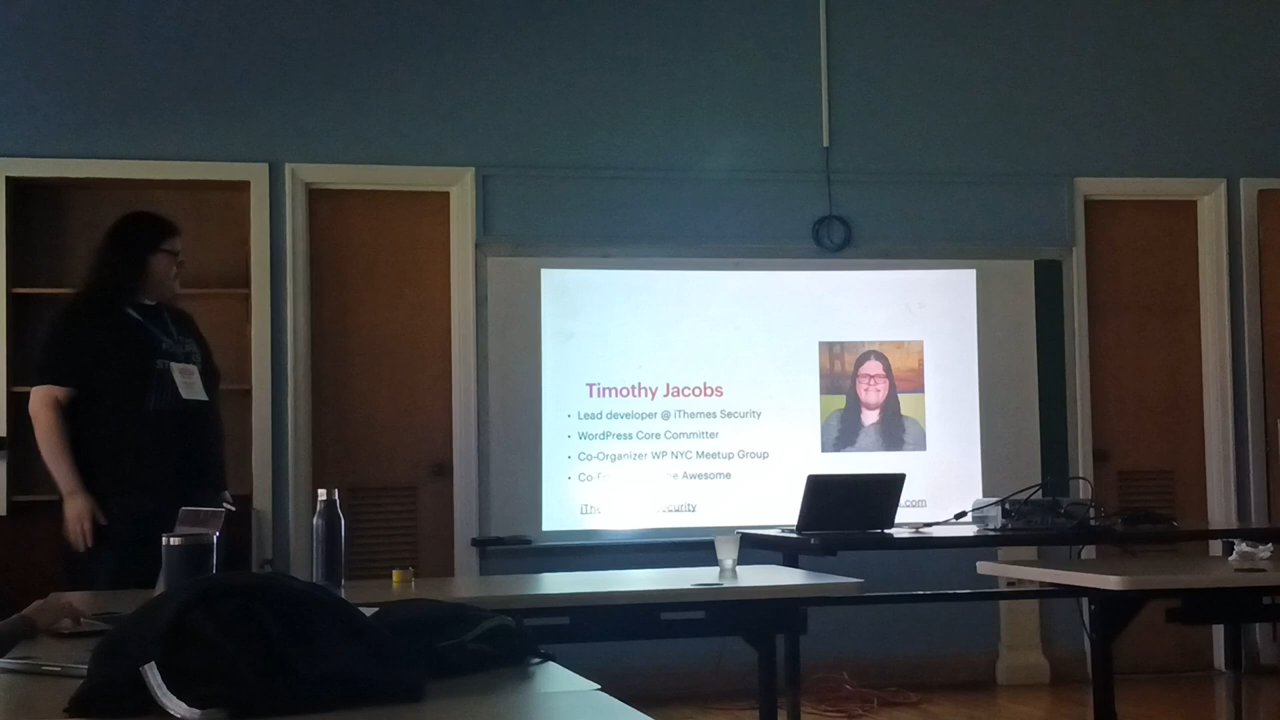 Timothy Jacobs
• Lead developer @ iThemes Security
• WordPress Core Committer
• Co-Organizer WP NYC Meetup Group
Awesome
.com